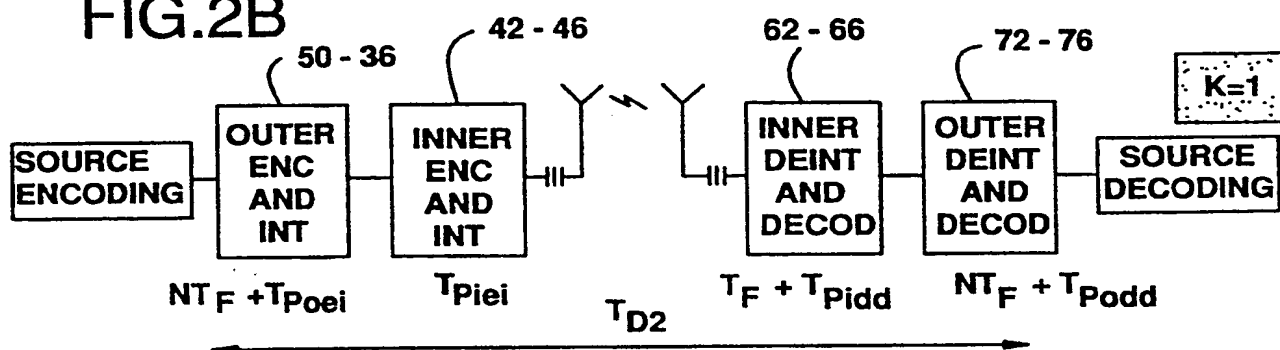 FIG.2B
50 - 36
42 - 46
62 - 66
72 - 76
K=1
SOURCE
ENCODING
OUTER
ENC
AND
INT
INNER
ENC
AND
INT
INNER
DEINT
AND
DECOD
OUTER
DEINT
AND
DECOD
SOURCE
DECODING
NTF +TPoei
TPiei
TF + TPidd
NTF + TPodd
TD2